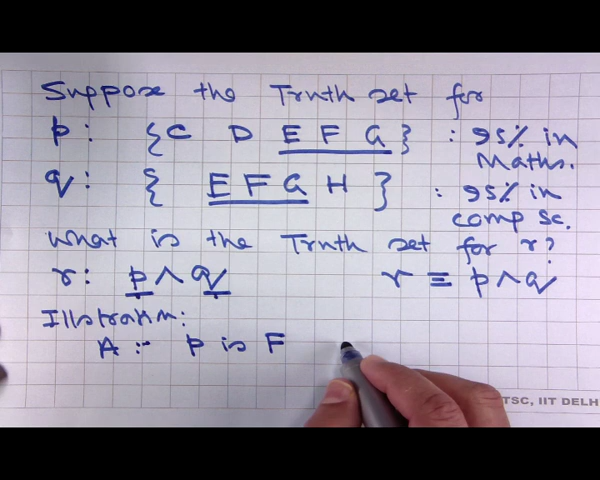 Suppose the Truth set for
p: {C D E F G} : 95% in Maths.
q: { E F G H } : 95% in comp Sc.
What is the Truth set for r?
r: p ∧ q r ≡ p ∧ q
Illustration:
A :- p is F
TSC, IIT DELH